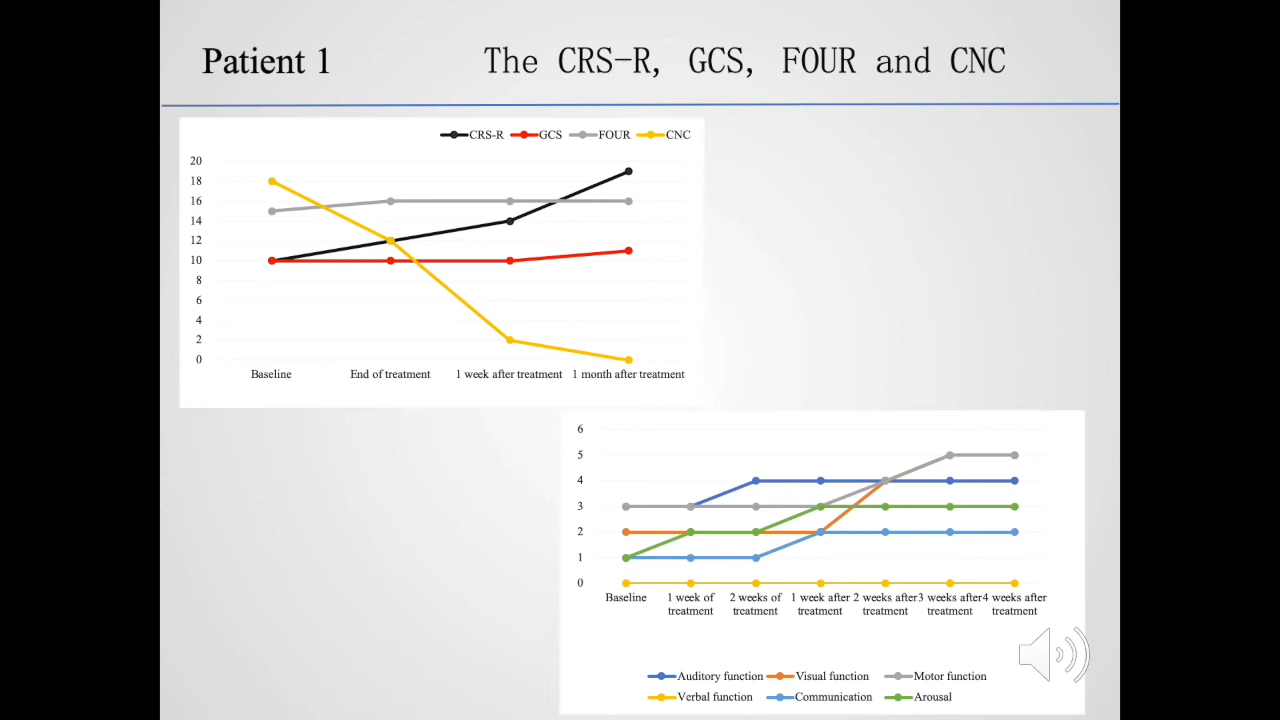 Patient 1 The CRS-R, GCS, FOUR and CNC
CRS-R GCS FOUR CNC
20
18
16
14
12
10
8
6
4
2
0
Baseline End of treatment 1 week after treatment 1 month after treatment
6
5
4
3
2
1
0
Baseline 1 week of 2 weeks of 1 week after 2 weeks after 3 weeks after 4 weeks after
treatment treatment treatment treatment treatment treatment
Auditory function Visual function Motor function
Verbal function Communication Arousal